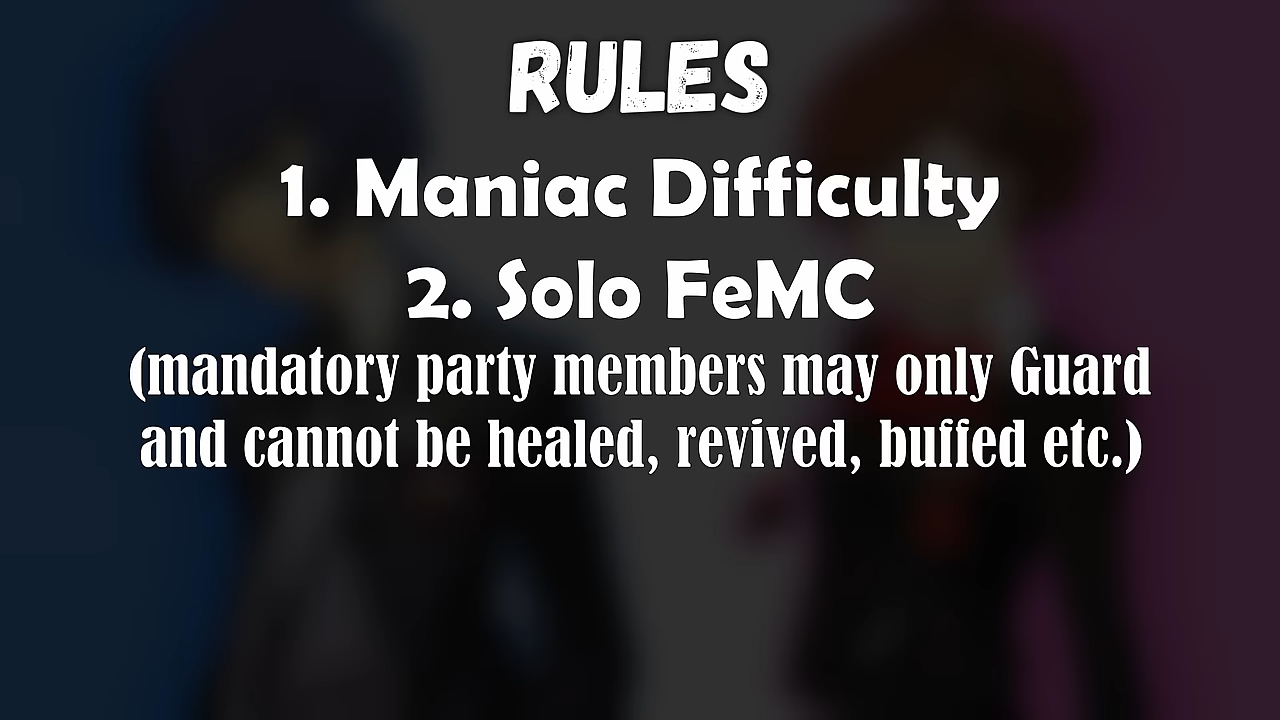 RULES
1. Maniac Difficulty
2. Solo FeMC
(mandatory party members may only Guard
and cannot be healed, revived, buffed etc.)